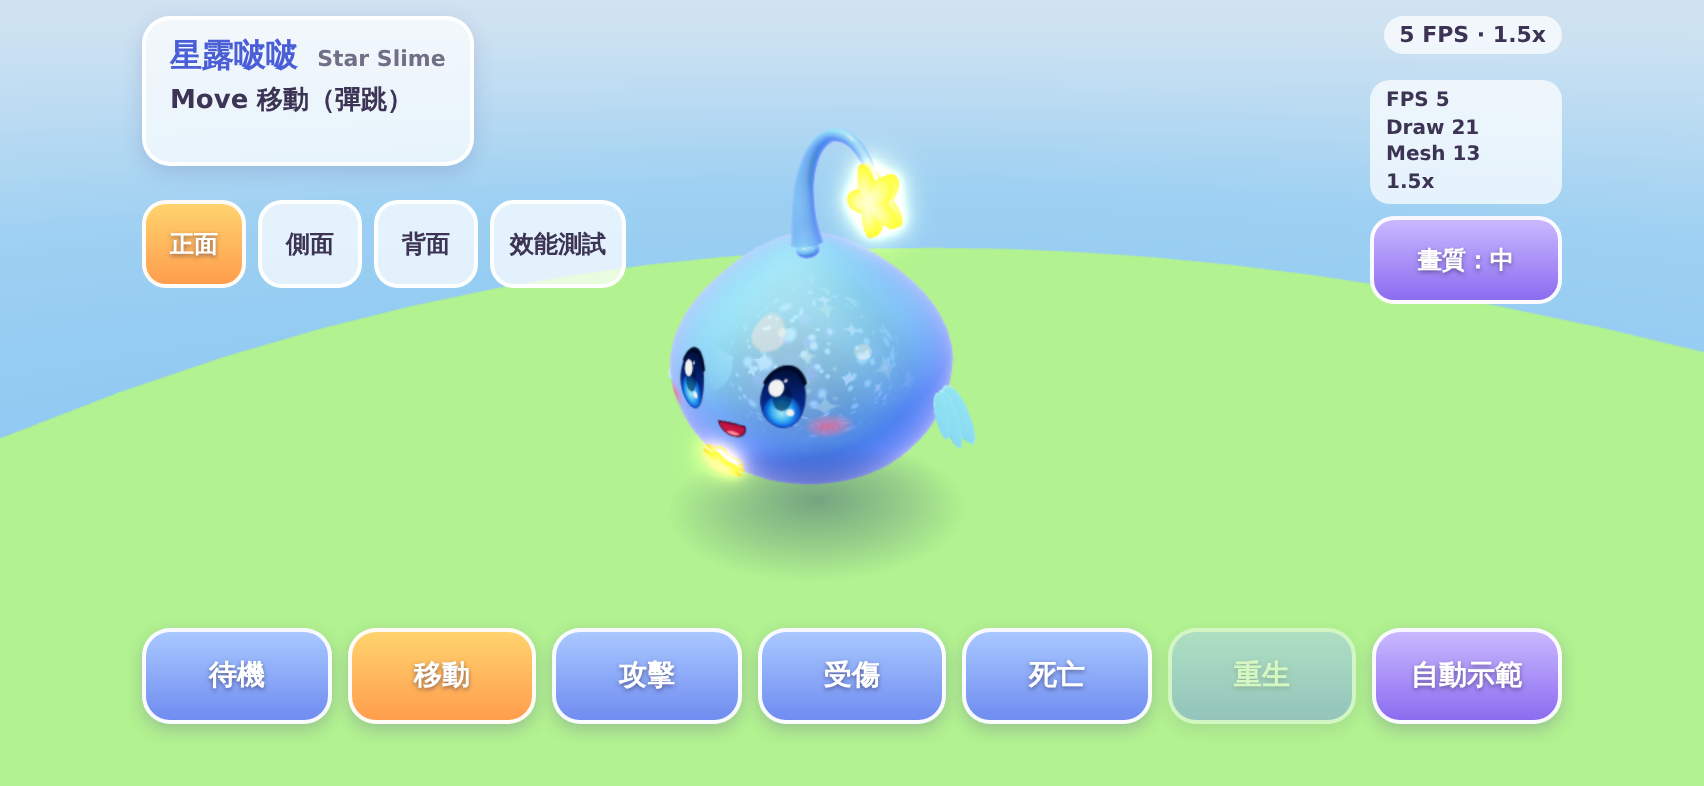 星露啵啵 Star Slime
Move 移動（彈跳）
5 FPS · 1.5x
FPS 5
Draw 21
Mesh 13
1.5x
正面 側面 背面 效能測試
畫質：中
待機 移動 攻擊 受傷 死亡 重生 自動示範